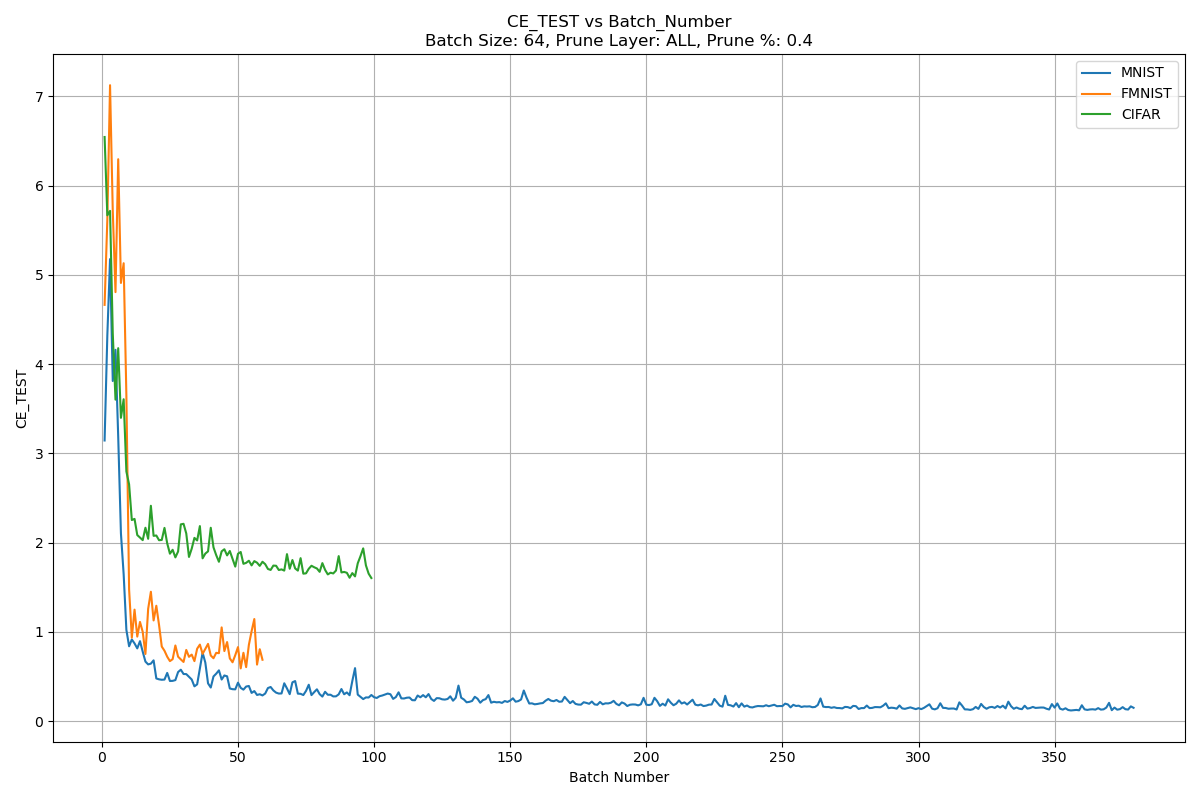 CE_TEST vs Batch_Number
Batch Size: 64, Prune Layer: ALL, Prune %: 0.4
MNIST
FMNIST
CIFAR
7
6
5
4
3
2
1
0
CE_TEST
0 50 100 150 200 250 300 350
Batch Number